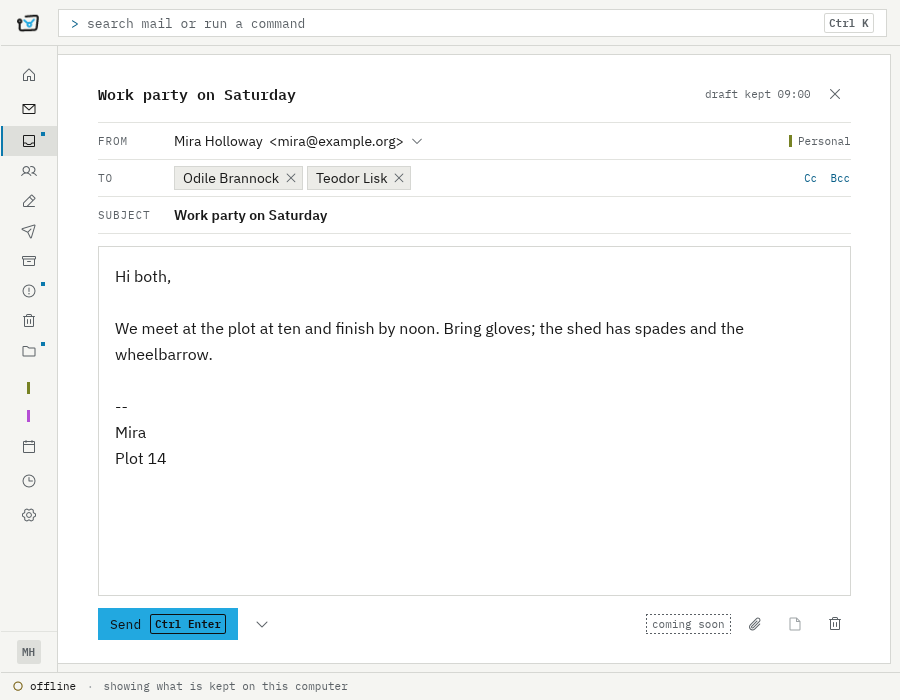 > search mail or run a command
Ctrl K
Work party on Saturday
draft kept 09:00
FROM Mira Holloway <mira@example.org>
Personal
TO Odile Brannock Teodor Lisk
Cc Bcc
SUBJECT Work party on Saturday
Hi both,
We meet at the plot at ten and finish by noon. Bring gloves; the shed has spades and the
wheelbarrow.
--
Mira
Plot 14
Send Ctrl Enter
coming soon
MH
offline · showing what is kept on this computer